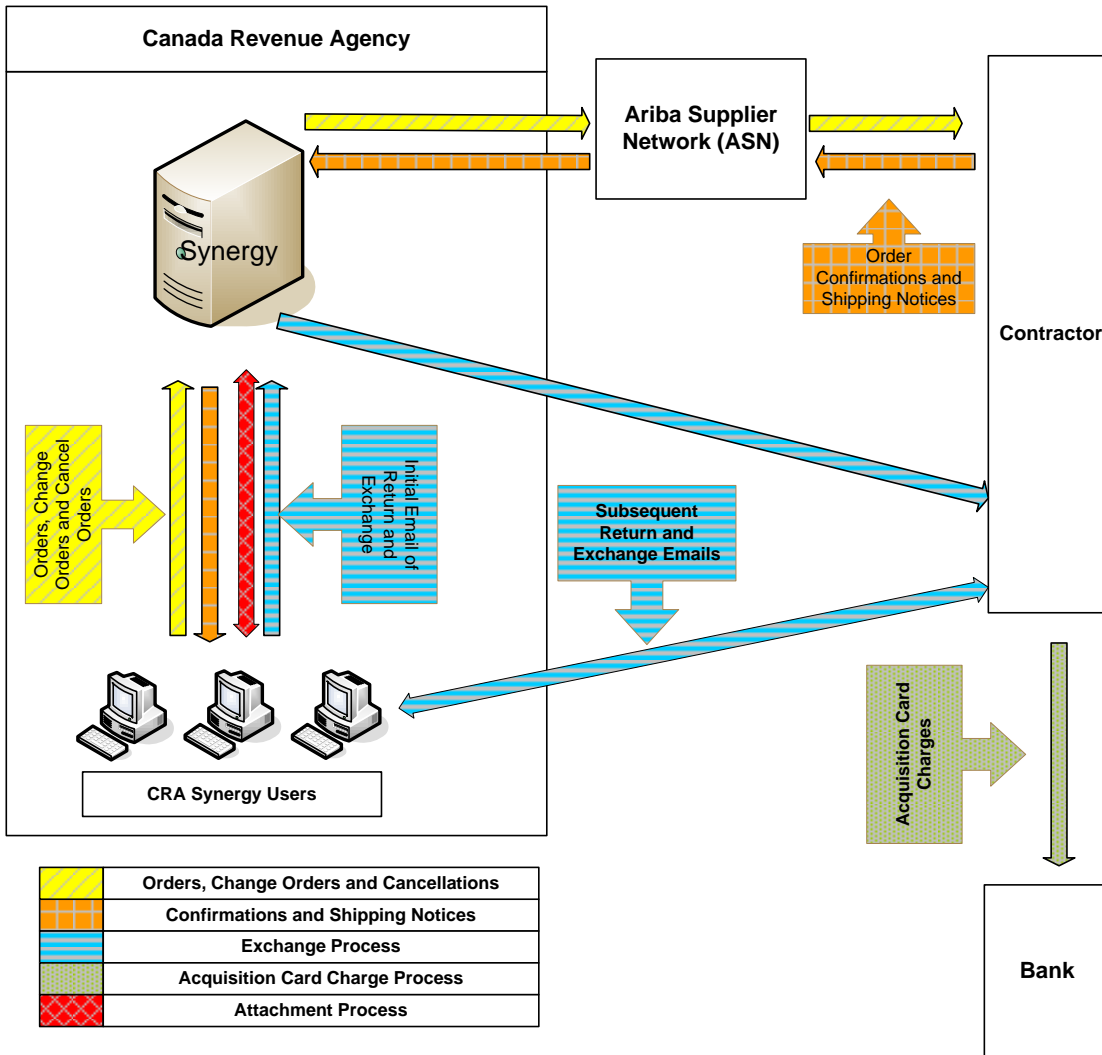 Canada Revenue Agency
Ariba Supplier
Network (ASN)
Synergy
Order
Confirmations and
Shipping Notices
Contractor
Orders, Change
Orders and Cancel
Orders
Initial Email of
Return and
Exchange
Subsequent
Return and
Exchange Emails
Acquisition Card
Charges
CRA Synergy Users
Orders, Change Orders and Cancellations
Confirmations and Shipping Notices
Exchange Process
Acquisition Card Charge Process
Attachment Process
Bank